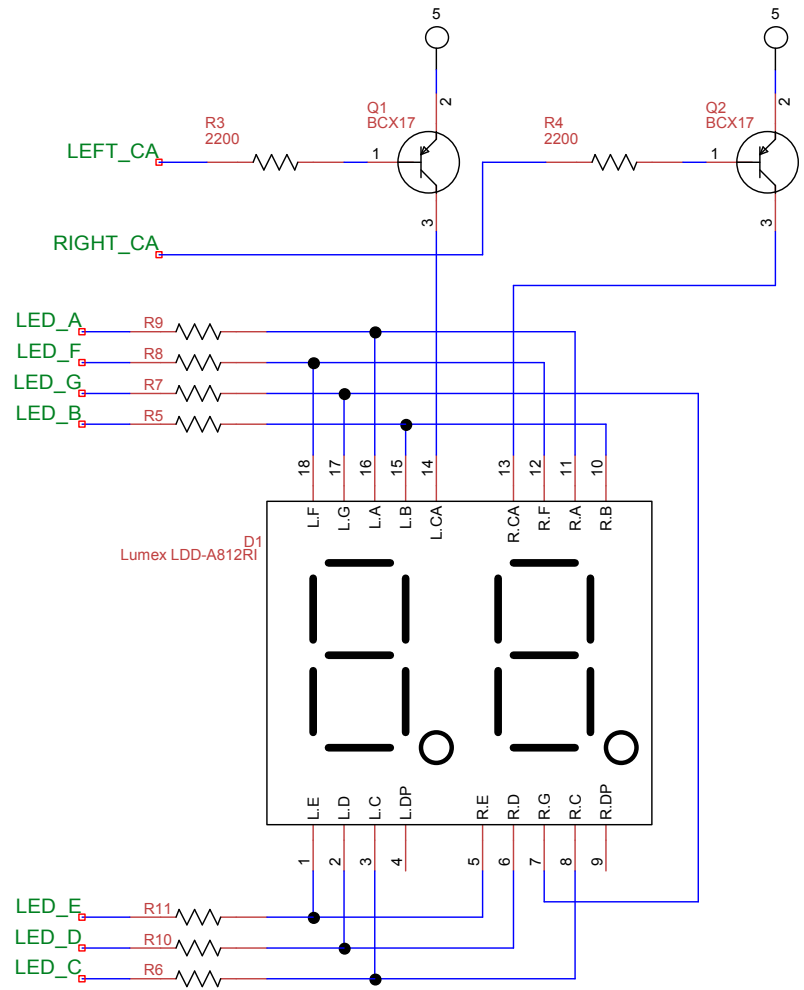 5
5
2
2
Q1
BCX17
Q2
BCX17
R3
2200
R4
2200
LEFT_CA
1
1
3
3
RIGHT_CA
LED_A
R9
LED_F
R8
LED_G
R7
LED_B
R5
18
17
16
15
14
13
12
11
10
L.F
L.G
L.A
L.B
L.CA
R.CA
R.F
R.A
R.B
D1
Lumex LDD-A812RI
L.E
L.D
L.C
L.DP
R.E
R.D
R.G
R.C
R.DP
1
2
3
4
5
6
7
8
9
LED_E
R11
LED_D
R10
LED_C
R6